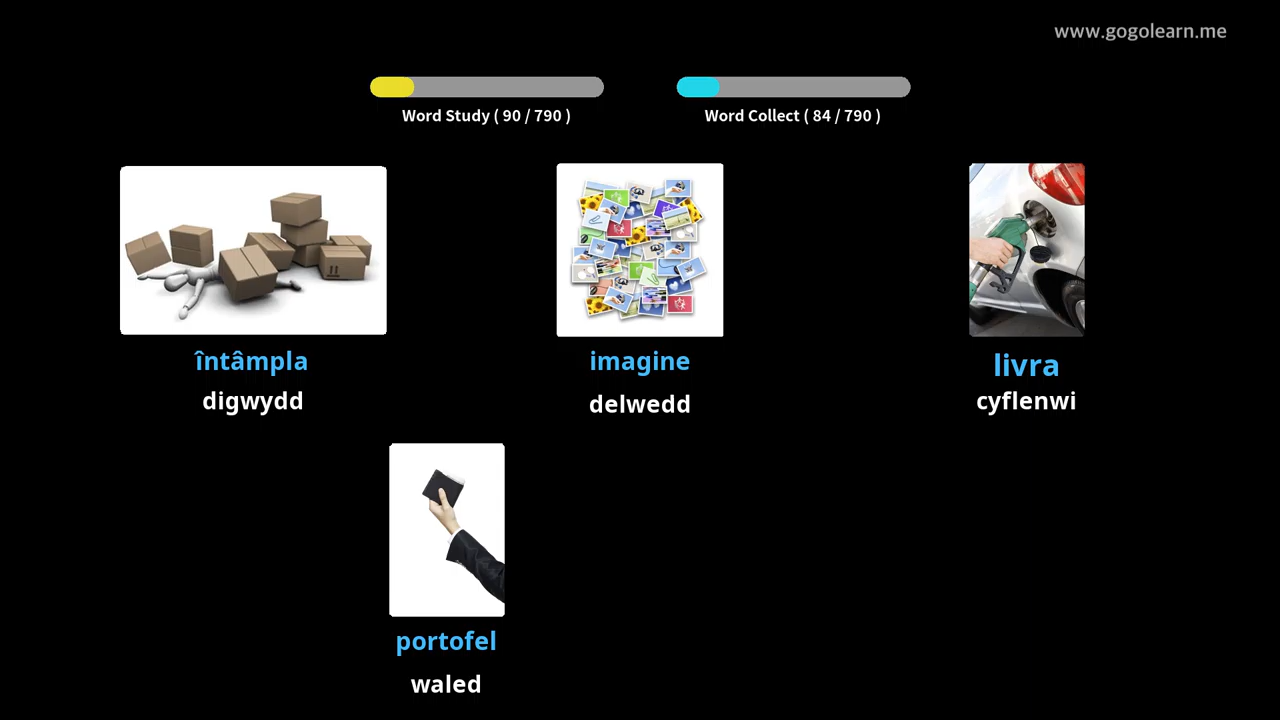 www.gogolearn.me
Word Study ( 90 / 790 )
Word Collect ( 84 / 790 )
întâmpla
digwydd
imagine
delwedd
livra
cyflenwi
portofel
waled